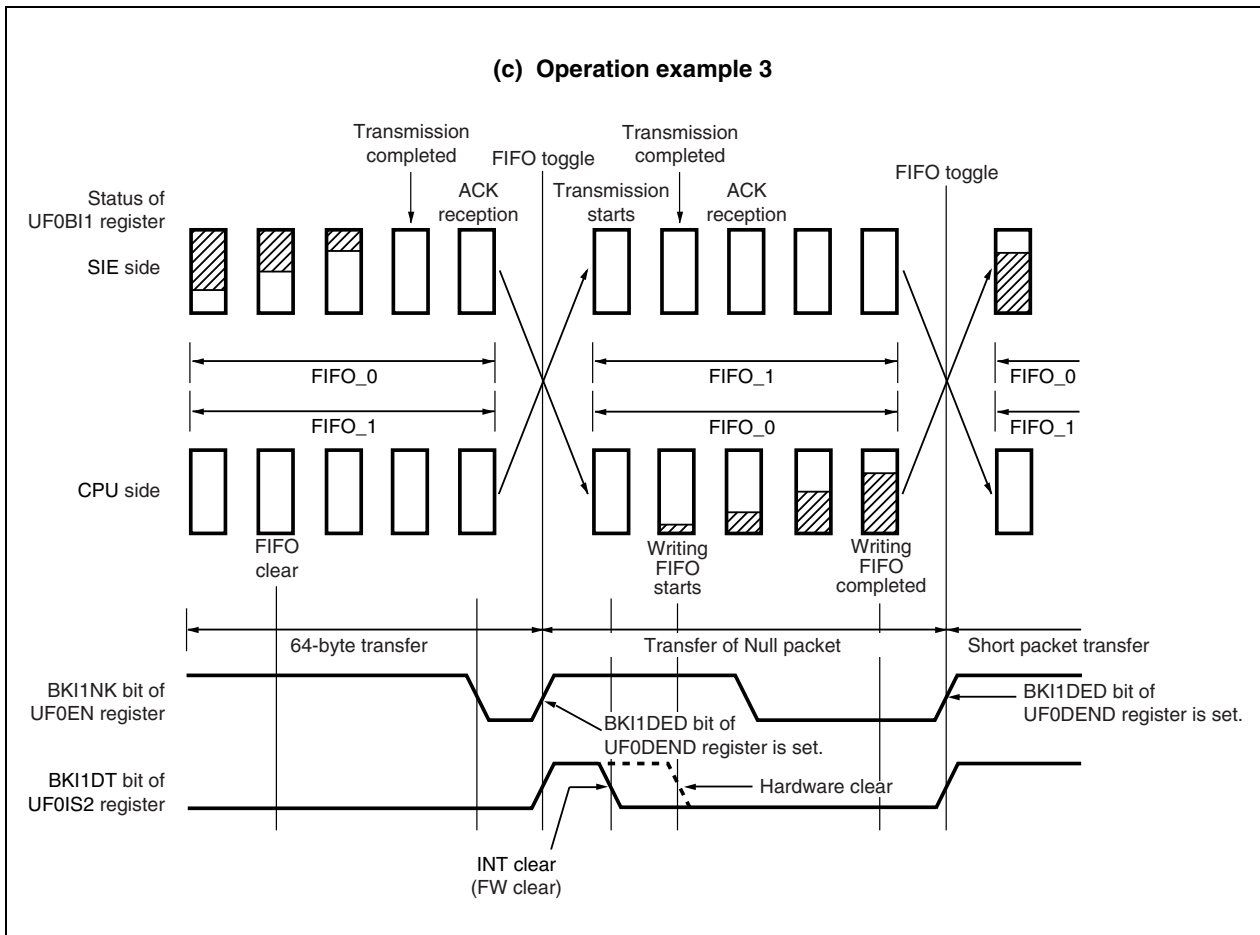 (c) Operation example 3
Transmission
completed
FIFO toggle
Transmission
completed
FIFO toggle
Status of
UF0BI1 register
ACK
reception
Transmission
starts
ACK
reception
SIE side
FIFO_0
FIFO_1
FIFO_0
FIFO_1
FIFO_0
FIFO_1
CPU side
FIFO
clear
Writing
FIFO
starts
Writing
FIFO
completed
64-byte transfer
Transfer of Null packet
Short packet transfer
BKI1NK bit of
UF0EN register
BKI1DED bit of
UF0DEND register is set.
BKI1DED bit of
UF0DEND register is set.
BKI1DT bit of
UF0IS2 register
Hardware clear
INT clear
(FW clear)